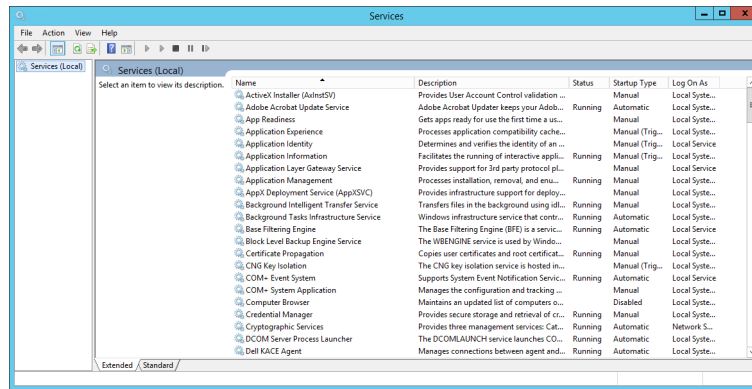 Services
File Action View Help
Services (Local)
Services (Local)
Select an item to view its description.
Name Description Status Startup Type Log On As
ActiveX Installer (AxInstSV) Provides User Account Control validation ... Manual Local Syste...
Adobe Acrobat Update Service Adobe Acrobat Updater keeps your Adob... Running Automatic Local Syste...
App Readiness Gets apps ready for use the first time a us... Manual Local Syste...
Application Experience Processes application compatibility cache... Manual (Trig... Local Syste...
Application Identity Determines and verifies the identity of an ... Manual (Trig... Local Service
Application Information Facilitates the running of interactive appli... Running Manual (Trig... Local Syste...
Application Layer Gateway Service Provides support for 3rd party protocol pl... Manual Local Service
Application Management Processes installation, removal, and enu... Running Manual Local Syste...
AppX Deployment Service (AppXSVC) Provides infrastructure support for deploy... Manual Local Syste...
Background Intelligent Transfer Service Transfers files in the background using idl... Running Manual Local Syste...
Background Tasks Infrastructure Service Windows infrastructure service that contr... Running Automatic Local Syste...
Base Filtering Engine The Base Filtering Engine (BFE) is a servic... Running Automatic Local Service
Block Level Backup Engine Service The WBENGINE service is used by Windo... Manual Local Syste...
Certificate Propagation Copies user certificates and root certificat... Running Manual Local Syste...
CNG Key Isolation The CNG key isolation service is hosted in... Manual (Trig... Local Syste...
COM+ Event System Supports System Event Notification Servic... Running Automatic Local Service
COM+ System Application Manages the configuration and tracking ... Manual Local Syste...
Computer Browser Maintains an updated list of computers o... Disabled Local Syste...
Credential Manager Provides secure storage and retrieval of cr... Running Manual Local Syste...
Cryptographic Services Provides three management services: Cat... Running Automatic Network S...
DCOM Server Process Launcher The DCOMLAUNCH service launches CO... Running Automatic Local Syste...
Dell KACE Agent Manages connections between agent and... Running Automatic Local Syste...
Extended Standard